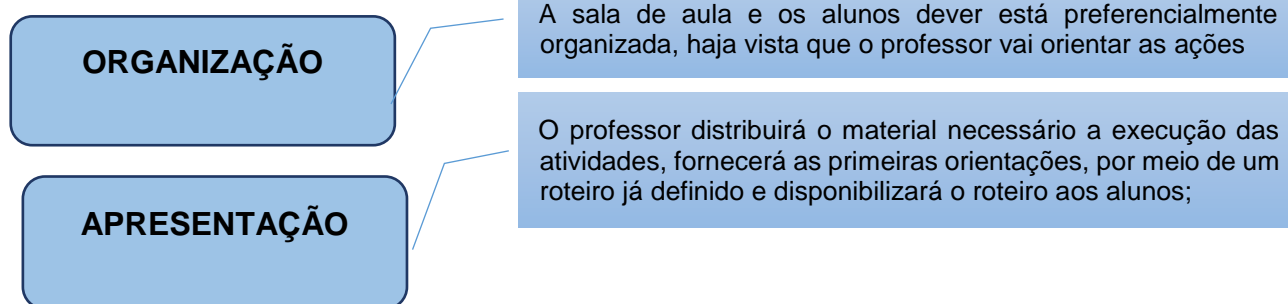 ORGANIZAÇÃO
A sala de aula e os alunos dever está preferencialmente
organizada, haja vista que o professor vai orientar as ações
APRESENTAÇÃO
O professor distribuirá o material necessário a execução das
atividades, fornecerá as primeiras orientações, por meio de um
roteiro já definido e disponibilizará o roteiro aos alunos;